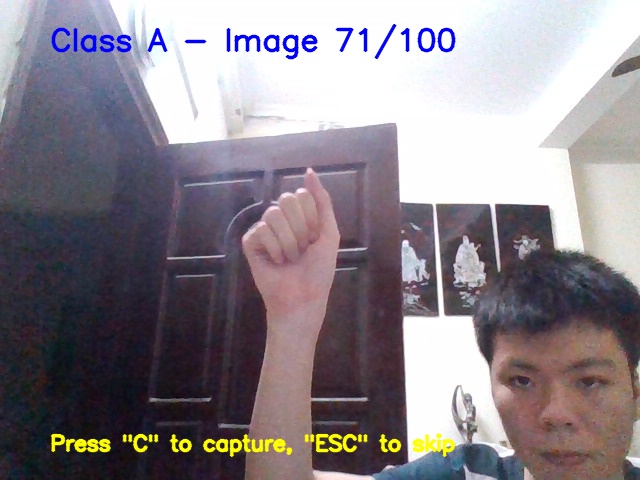 Class A - Image 71/100
Press "C" to capture, "ESC" to skip